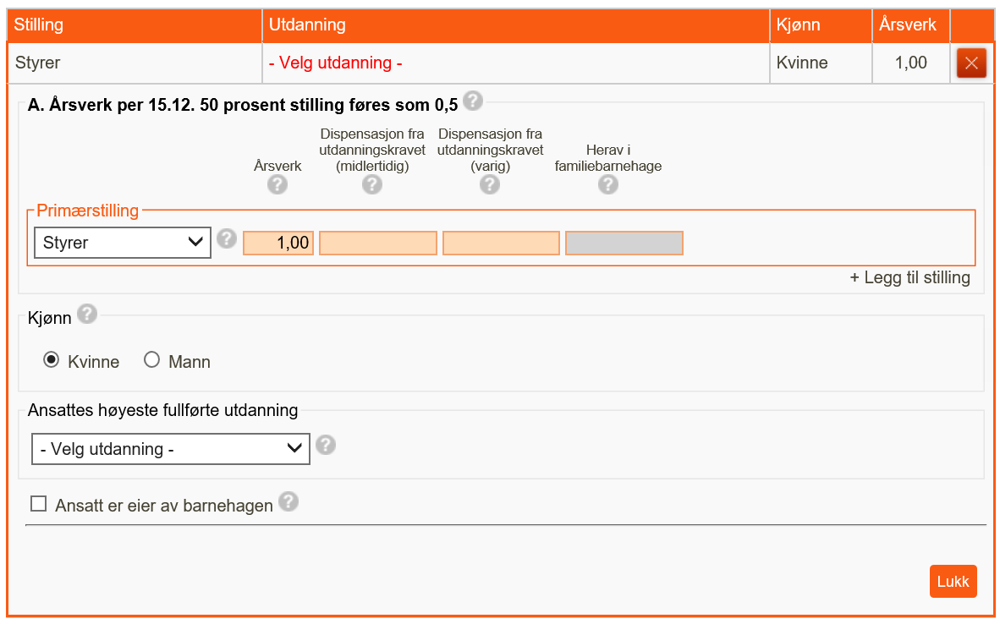 Stilling Utdanning Kjønn Årsverk
Styrer - Velg utdanning - Kvinne 1,00
A. Årsverk per 15.12. 50 prosent stilling føres som 0,5 ?
Årsverk
?
Dispensasjon fra
utdanningskravet
(midlertidig)
?
Dispensasjon fra
utdanningskravet
(varig)
?
Herav i
familiebarnehage
?
Primærstilling
Styrer ? 1,00
+ Legg til stilling
Kjønn ?
Kvinne Mann
Ansattes høyeste fullførte utdanning
- Velg utdanning - ?
Ansatt er eier av barnehagen ?
Lukk